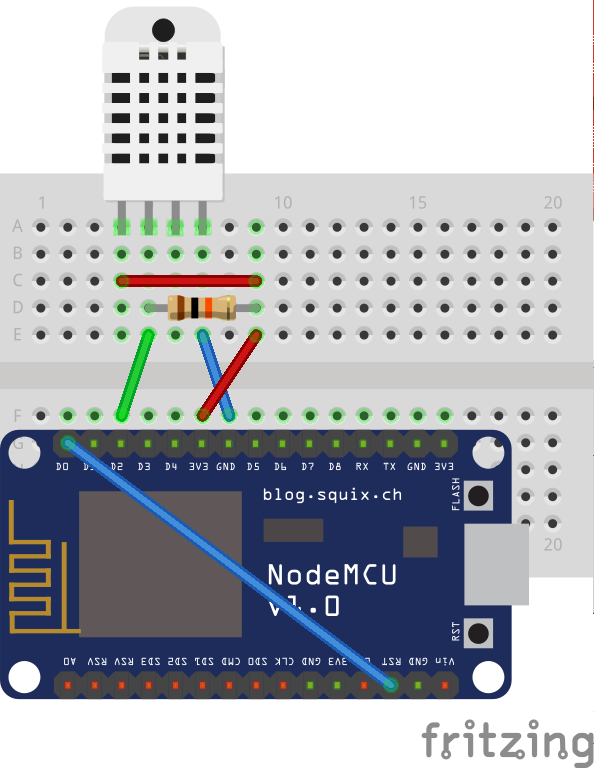 1 10 15 20
A
B
C
D
E
F
G
20
D0 D1 D2 D3 D4 3V3 GND D5 D6 D7 D8 RX TX GND 3V3
FLASH
blog.squix.ch
NodeMCU
v1.0
RST
A0 RSV RSV SD3 SD2 SD1 CMD SD0 CLK GND 3V3 RST GND Vin
fritzing